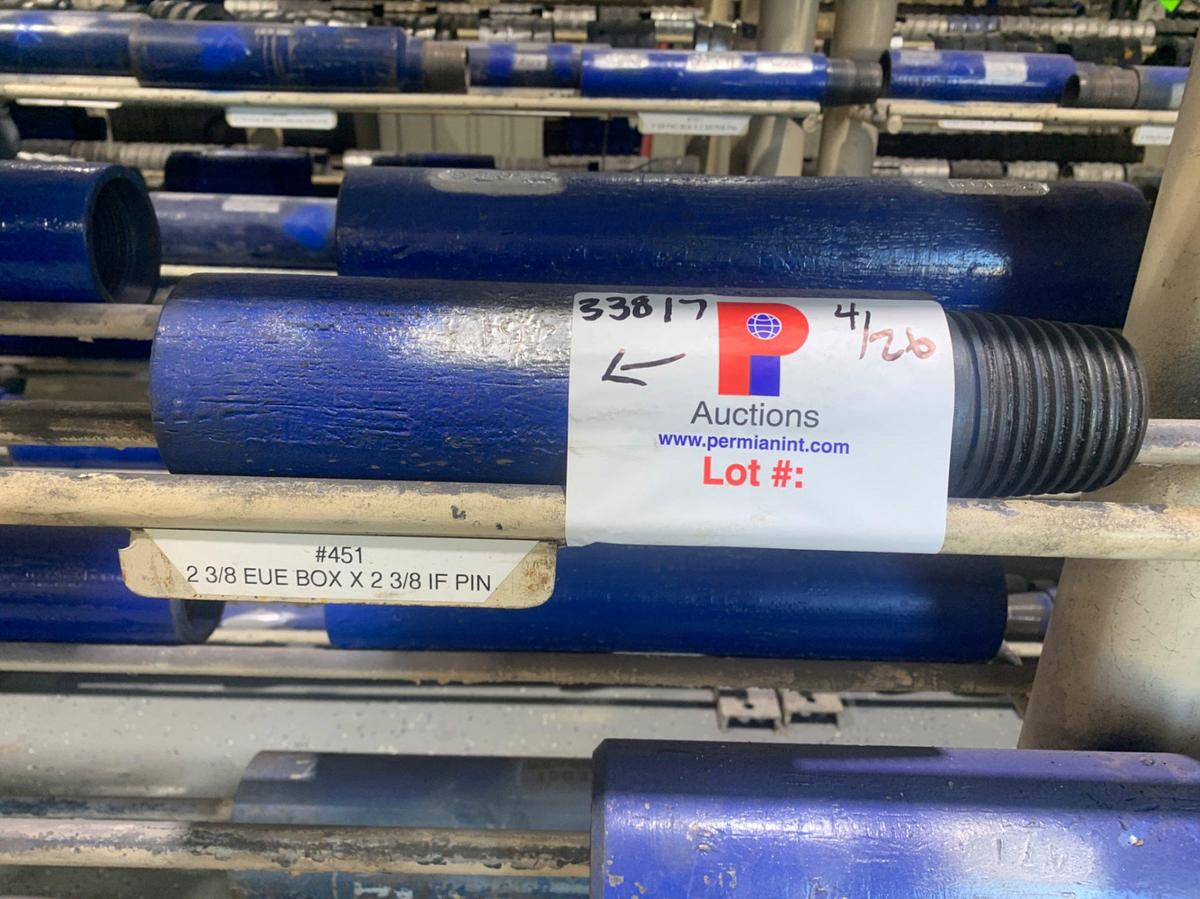 33817
4/26
PI
Auctions
www.permianint.com
Lot #:
#451
2 3/8 EUE BOX X 2 3/8 IF PIN